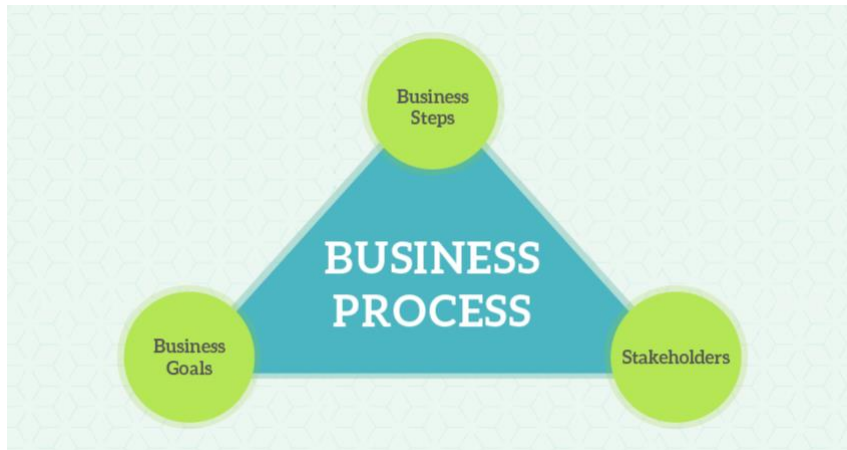 Business
Steps
BUSINESS
PROCESS
Business
Goals
Stakeholders